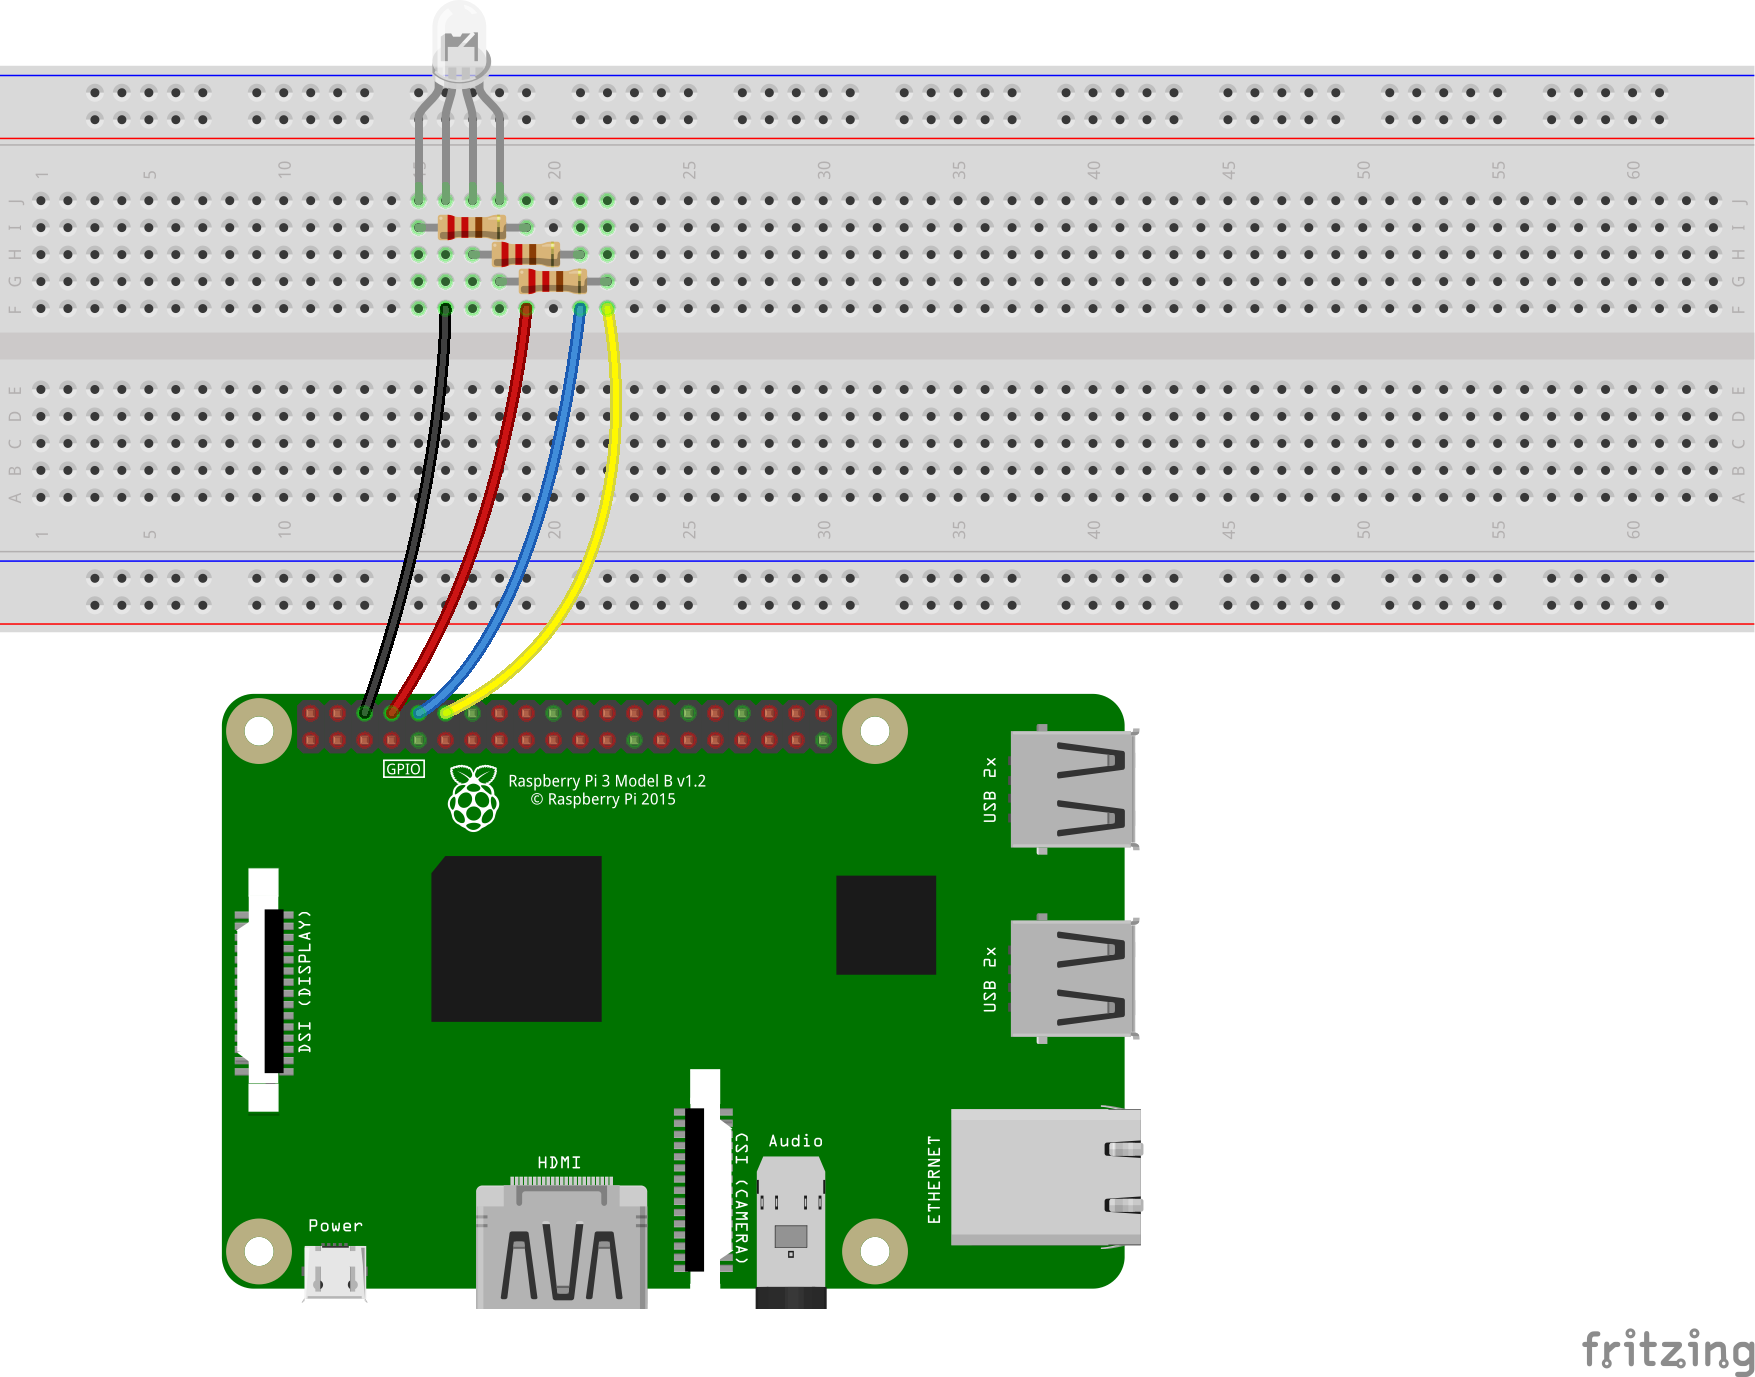 1 5 10 15 20 25 30 35 40 45 50 55 60
J J
I I
H H
G G
F F
E E
D D
C C
B B
A A
1 5 10 20 25 30 35 40 45 50 55 60
GPIO
Raspberry Pi 3 Model B v1.2
© Raspberry Pi 2015
USB 2x
DSI (DISPLAY)
USB 2x
Audio
CSI (CAMERA)
ETHERNET
HDMI
Power
fritzing